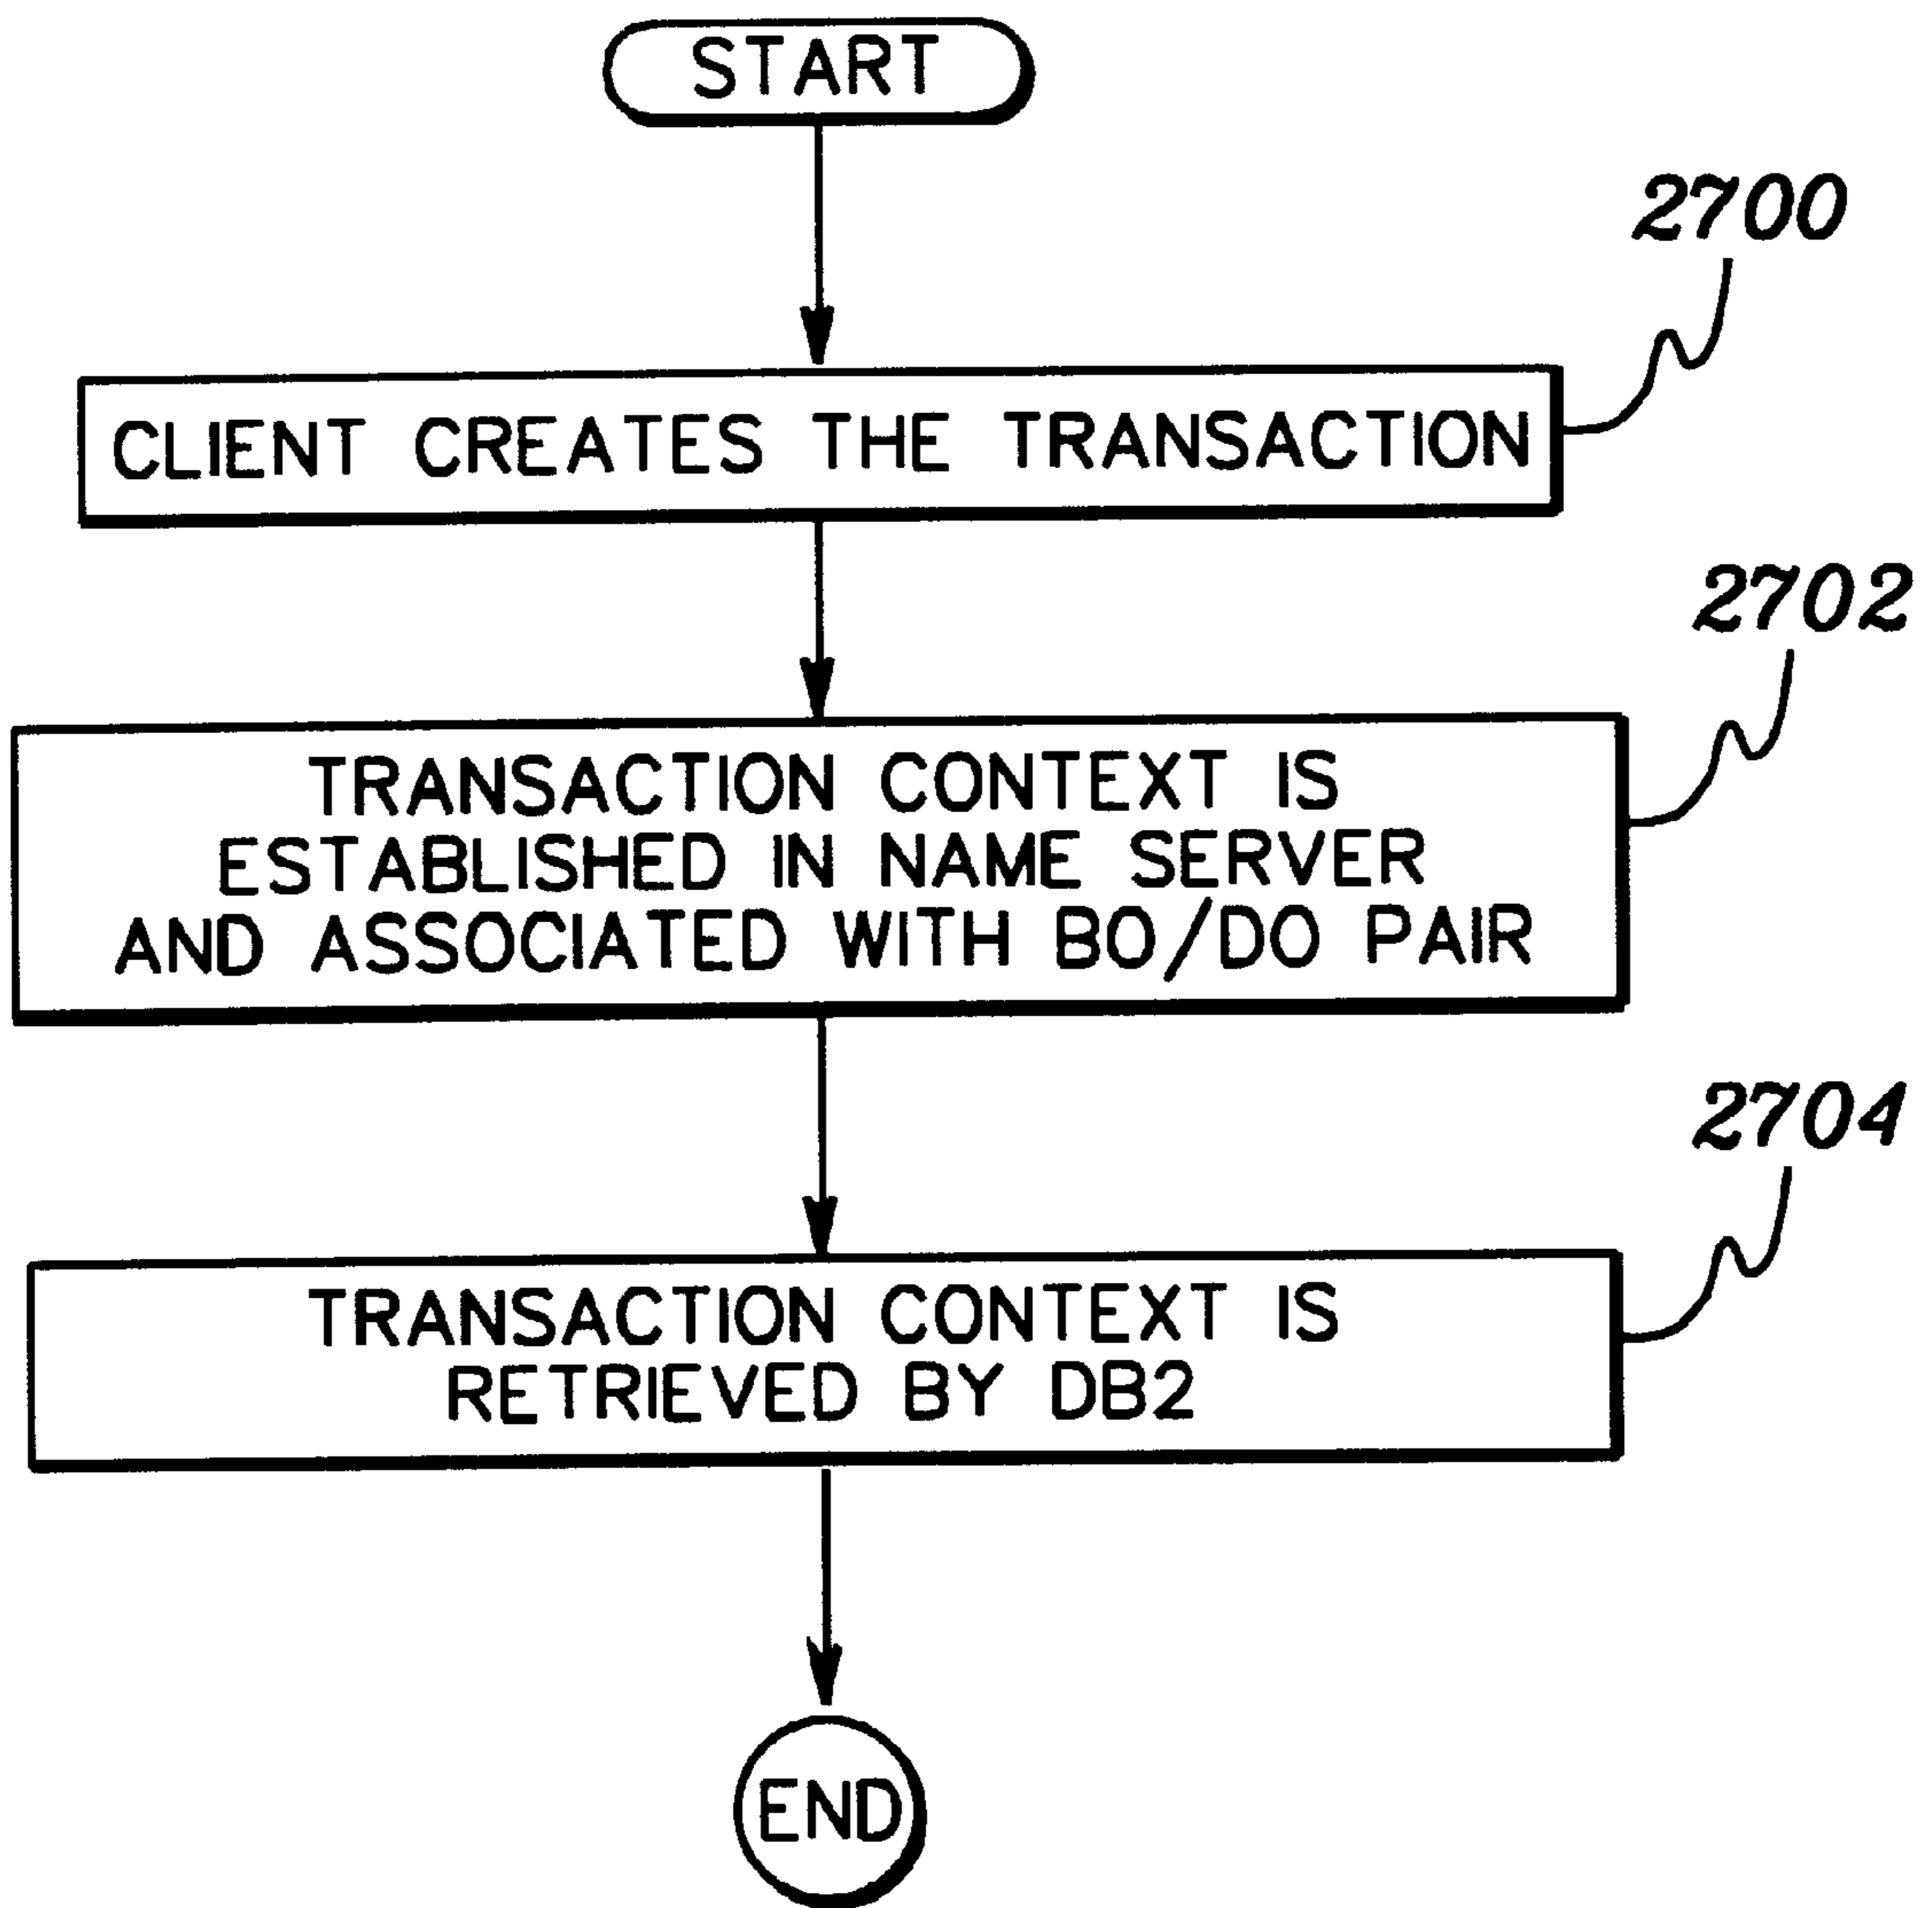 START
2700
CLIENT CREATES THE TRANSACTION
2702
TRANSACTION CONTEXT IS
ESTABLISHED IN NAME SERVER
AND ASSOCIATED WITH BO/DO PAIR
2704
TRANSACTION CONTEXT IS
RETRIEVED BY DB2
END